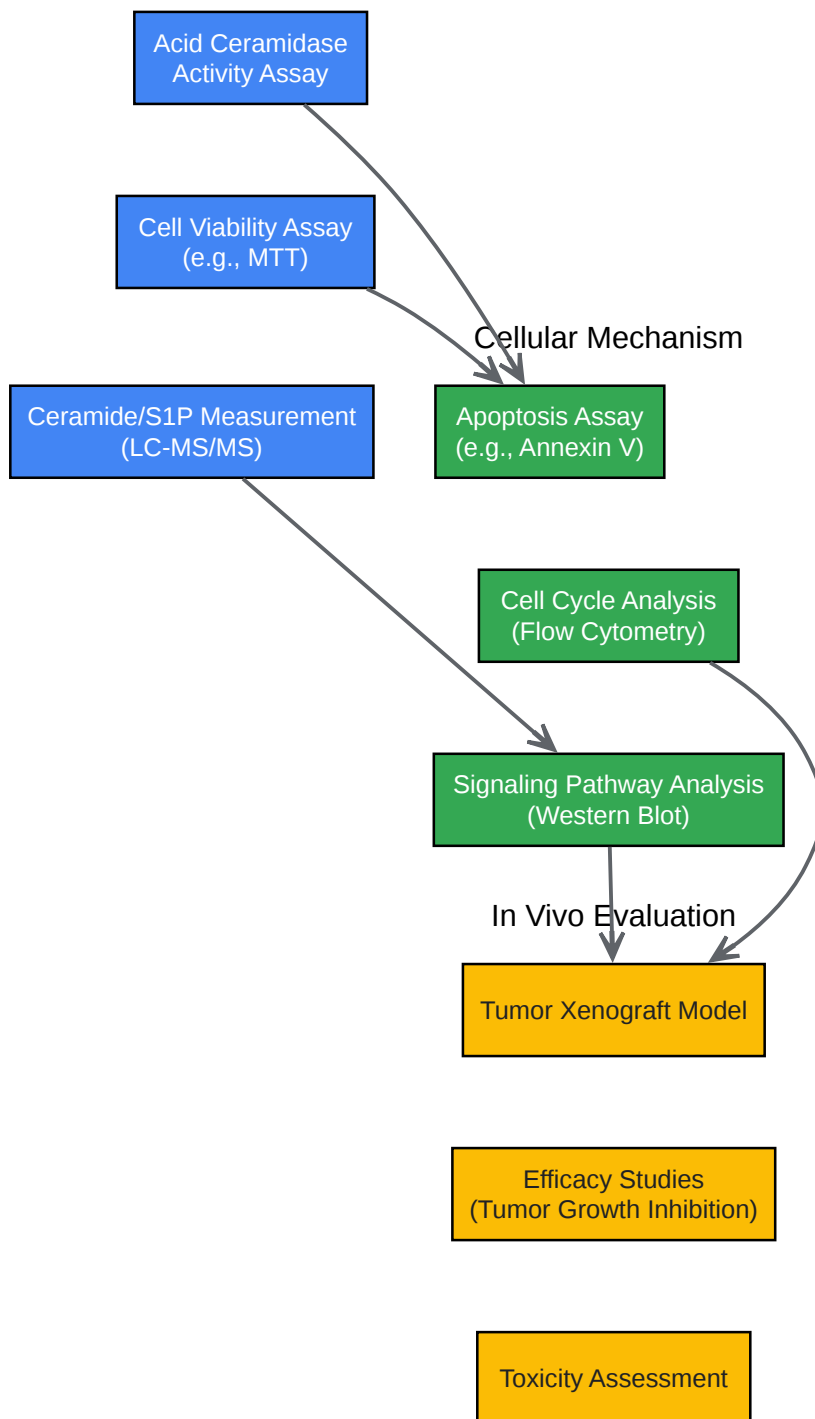 Acid Ceramidase
Activity Assay
Cell Viability Assay
(e.g., MTT)
Cellular Mechanism
Ceramide/S1P Measurement
(LC-MS/MS)
Apoptosis Assay
(e.g., Annexin V)
Cell Cycle Analysis
(Flow Cytometry)
Signaling Pathway Analysis
(Western Blot)
In Vivo Evaluation
Tumor Xenograft Model
Efficacy Studies
(Tumor Growth Inhibition)
Toxicity Assessment